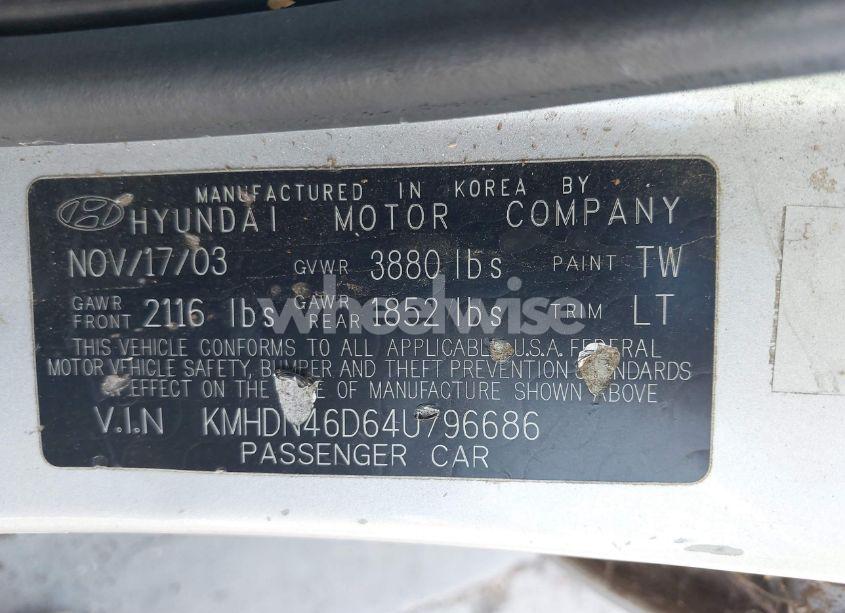 MANUFACTURED IN KOREA BY
HYUNDAI MOTOR COMPANY
NOV/17/03 GVWR 3880 lbs PAINT TW
GAWR FRONT 2116 lbs GAWR REAR 1852 lbs TRIM LT
wheelwise
THIS VEHICLE CONFORMS TO ALL APPLICABLE U.S.A. FEDERAL
MOTOR VEHICLE SAFETY, BUMPER AND THEFT PREVENTION STANDARDS
IN EFFECT ON THE OF MANUFACTURE SHOWN ABOVE
V.I.N KMHDN46D64U796686
PASSENGER CAR